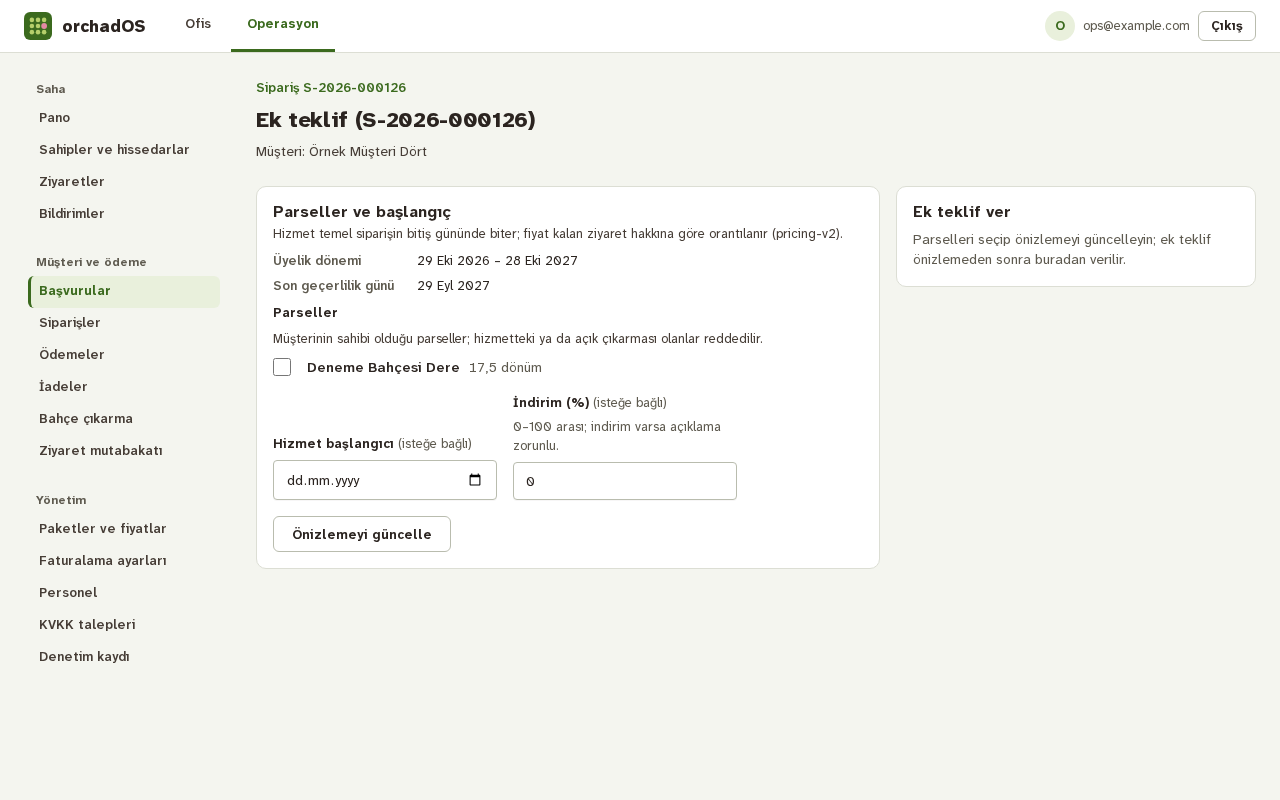 orchadOS
Ofis
Operasyon
O
ops@example.com
Çıkış
Saha
Pano
Sahipler ve hissedarlar
Ziyaretler
Bildirimler
Müşteri ve ödeme
Başvurular
Siparişler
Ödemeler
İadeler
Bahçe çıkarma
Ziyaret mutabakatı
Yönetim
Paketler ve fiyatlar
Faturalama ayarları
Personel
KVKK talepleri
Denetim kaydı
Sipariş S-2026-000126
Ek teklif (S-2026-000126)
Müşteri: Örnek Müşteri Dört
Parseller ve başlangıç
Hizmet temel siparişin bitiş gününde biter; fiyat kalan ziyaret hakkına göre orantılanır (pricing-v2).
Üyelik dönemi 29 Eki 2026 – 28 Eki 2027
Son geçerlilik günü 29 Eyl 2027
Parseller
Müşterinin sahibi olduğu parseller; hizmetteki ya da açık çıkarması olanlar reddedilir.
Deneme Bahçesi Dere 17,5 dönüm
Hizmet başlangıcı (isteğe bağlı)
dd.mm.yyyy
İndirim (%) (isteğe bağlı)
0–100 arası; indirim varsa açıklama
zorunlu.
0
Önizlemeyi güncelle
Ek teklif ver
Parselleri seçip önizlemeyi güncelleyin; ek teklif
önizlemeden sonra buradan verilir.